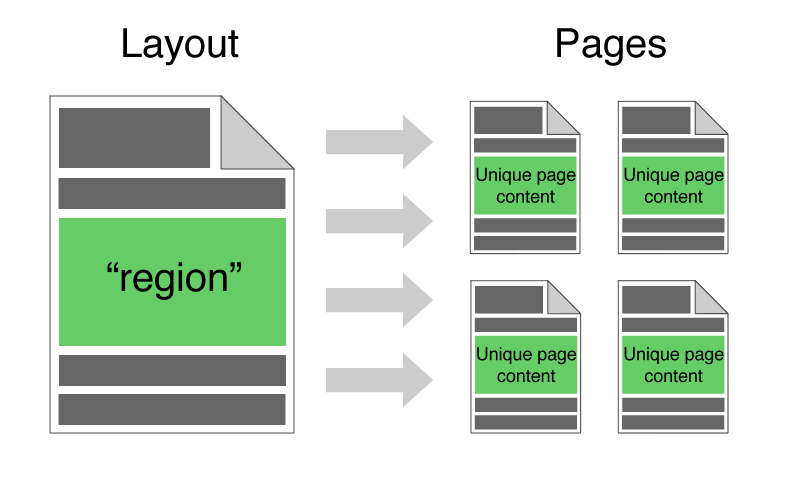 Layout
Pages
“region”
Unique page
content
Unique page
content
Unique page
content
Unique page
content